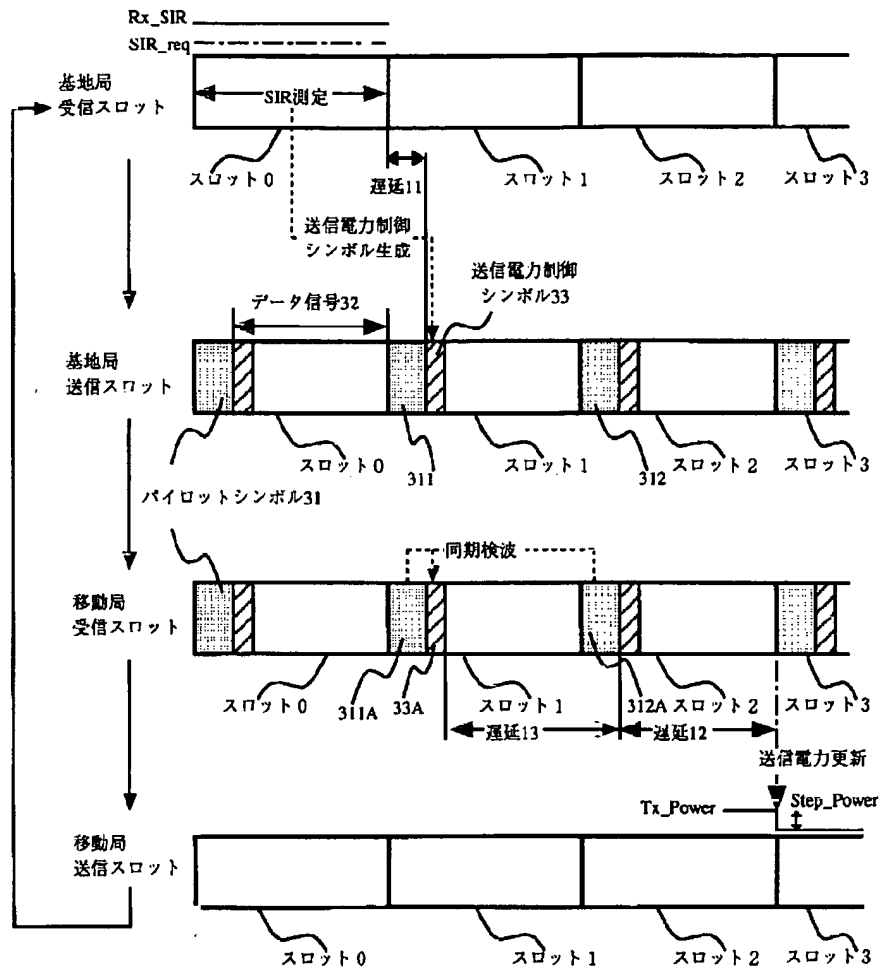 Rx_SIR
SIR_req
基地局
受信スロット
SIR測定
スロット0
スロット1
スロット2
スロット3
遅延11
送信電力制御
シンボル生成
送信電力制御
シンボル33
データ信号32
基地局
送信スロット
スロット0
311
スロット1
312
スロット2
スロット3
パイロットシンボル31
同期検波
移動局
受信スロット
スロット0
311A
33A
スロット1
312A
スロット2
スロット3
遅延13
遅延12
送信電力更新
Tx_Power
Step_Power
移動局
送信スロット
スロット0
スロット1
スロット2
スロット3